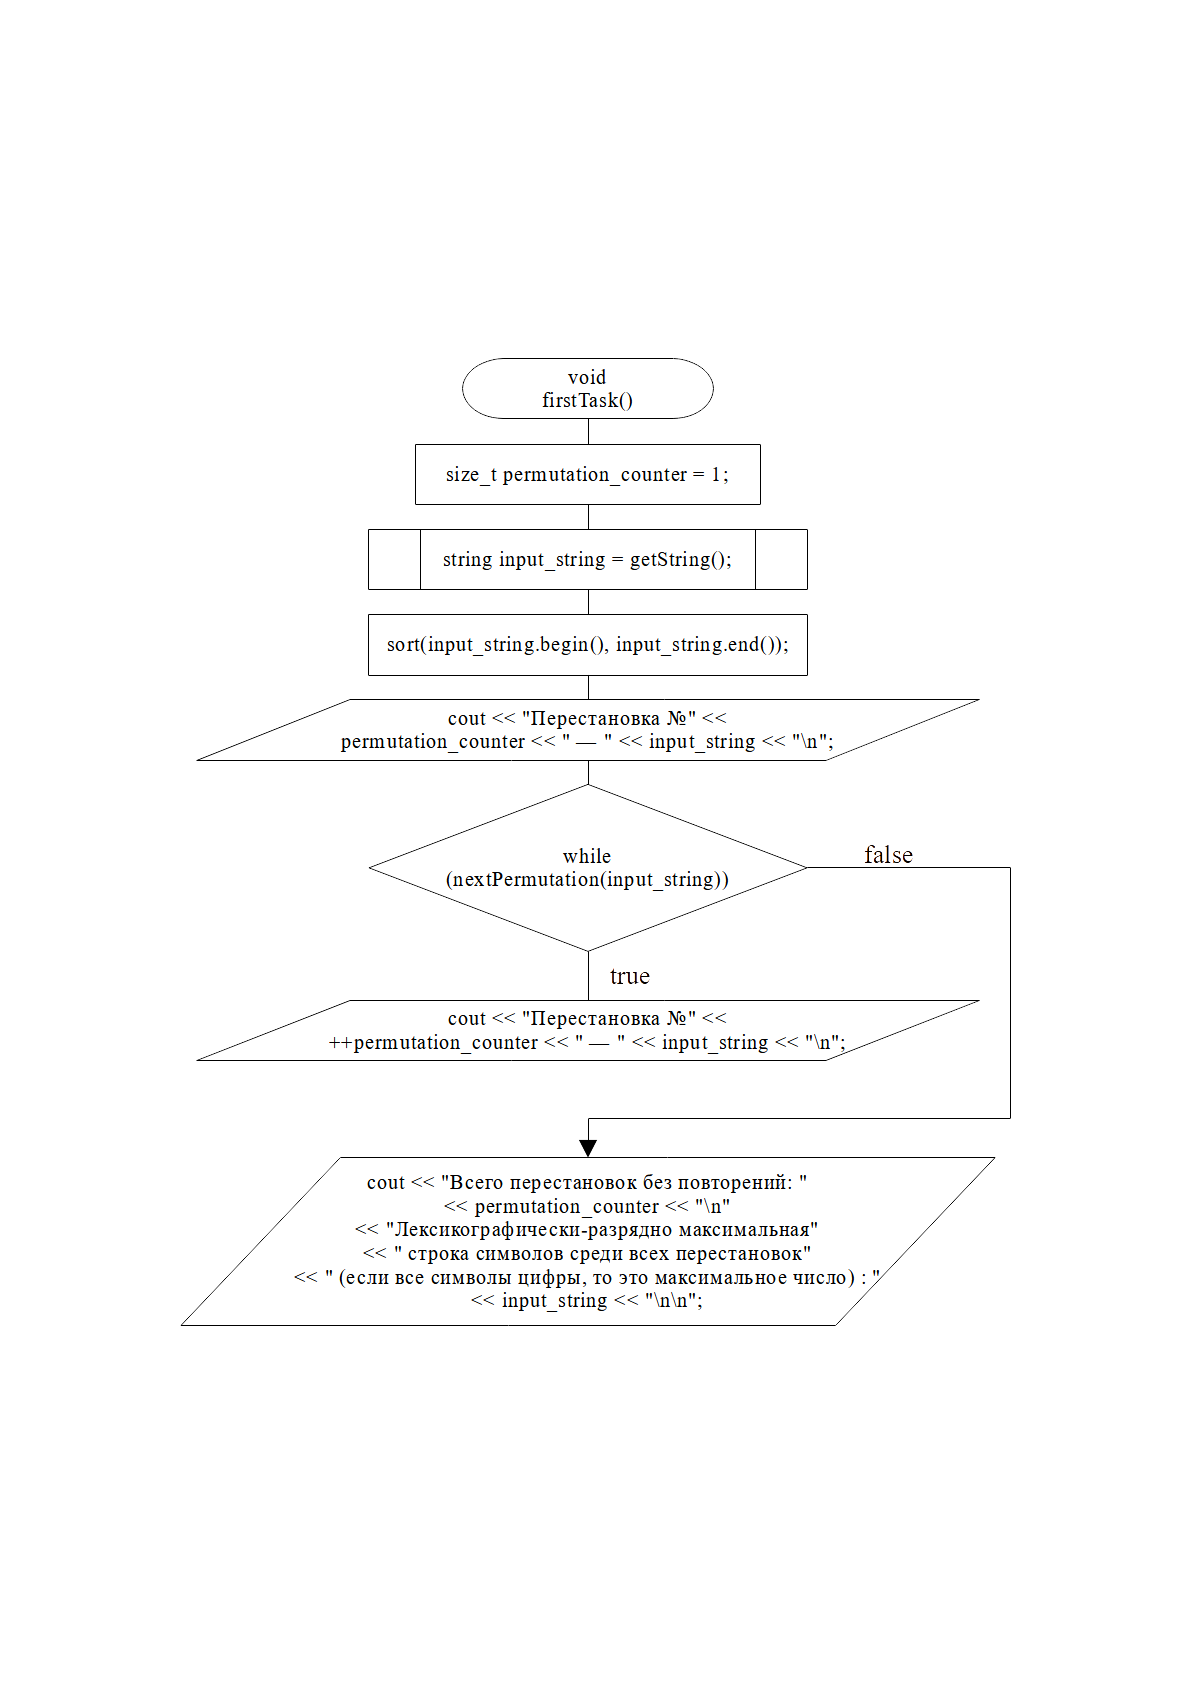 void
firstTask()
size_t permutation_counter = 1;
string input_string = getString();
sort(input_string.begin(), input_string.end());
cout << "Перестановка №" <<
permutation_counter << " — " << input_string << "\n";
while
(nextPermutation(input_string))
false
true
cout << "Перестановка №" <<
++permutation_counter << " — " << input_string << "\n";
cout << "Всего перестановок без повторений: "
<< permutation_counter << "\n"
<< "Лексикографически-разрядно максимальная"
<< " строка символов среди всех перестановок"
<< " (если все символы цифры, то это максимальное число) : "
<< input_string << "\n\n";